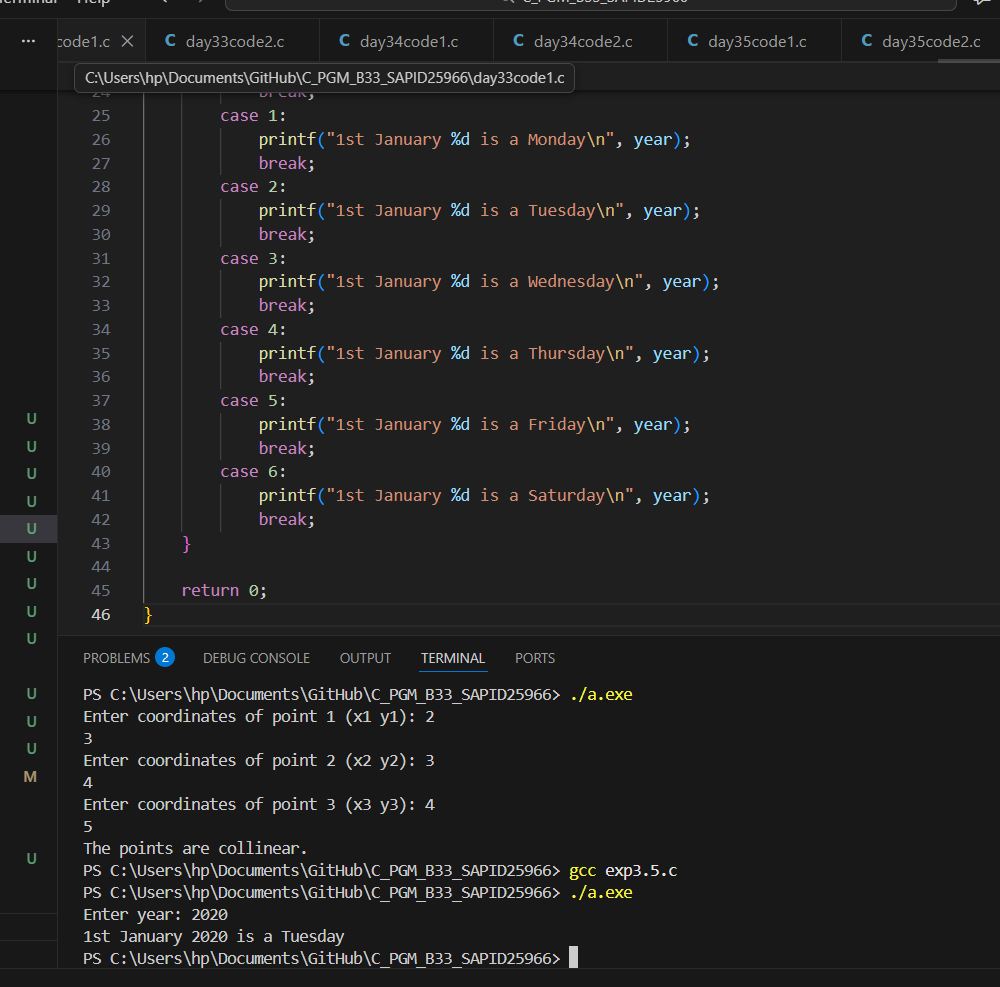 Terminal Help
C_PGM_B33_SAPID25966
... code1.c × C day33code2.c C day34code1.c C day34code2.c C day35code1.c C day35code2.c
C:\Users\hp\Documents\GitHub\C_PGM_B33_SAPID25966\day33code1.c
24 break;
25 case 1:
26 printf("1st January %d is a Monday\n", year);
27 break;
28 case 2:
29 printf("1st January %d is a Tuesday\n", year);
30 break;
31 case 3:
32 printf("1st January %d is a Wednesday\n", year);
33 break;
34 case 4:
35 printf("1st January %d is a Thursday\n", year);
36 break;
37 case 5:
38 printf("1st January %d is a Friday\n", year);
39 break;
40 case 6:
41 printf("1st January %d is a Saturday\n", year);
42 break;
43 }
44
45 return 0;
46 }
U
U
U
U
U
U
U
U
U
U
U
U
M
U
PROBLEMS 2 DEBUG CONSOLE OUTPUT TERMINAL PORTS
PS C:\Users\hp\Documents\GitHub\C_PGM_B33_SAPID25966> ./a.exe
Enter coordinates of point 1 (x1 y1): 2
3
Enter coordinates of point 2 (x2 y2): 3
4
Enter coordinates of point 3 (x3 y3): 4
5
The points are collinear.
PS C:\Users\hp\Documents\GitHub\C_PGM_B33_SAPID25966> gcc exp3.5.c
PS C:\Users\hp\Documents\GitHub\C_PGM_B33_SAPID25966> ./a.exe
Enter year: 2020
1st January 2020 is a Tuesday
PS C:\Users\hp\Documents\GitHub\C_PGM_B33_SAPID25966>